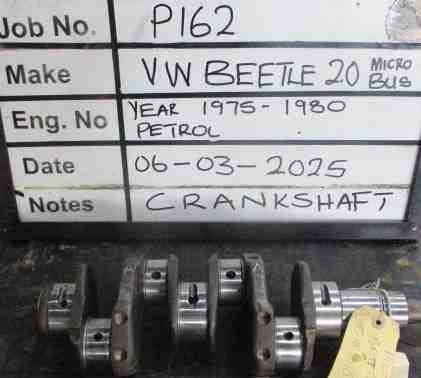 Job No. P162
Make VW BEETLE 20 MICRO BUS
Eng. No YEAR 1975-1980
PETROL
Date 06-03-2025
Notes CRANKSHAFT